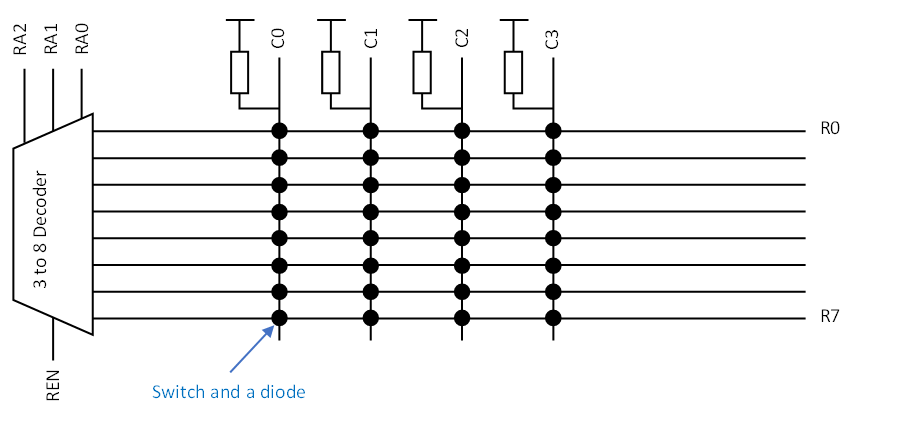 RA2
RA1
RA0
C0
C1
C2
C3
R0
3 to 8 Decoder
R7
REN
Switch and a diode